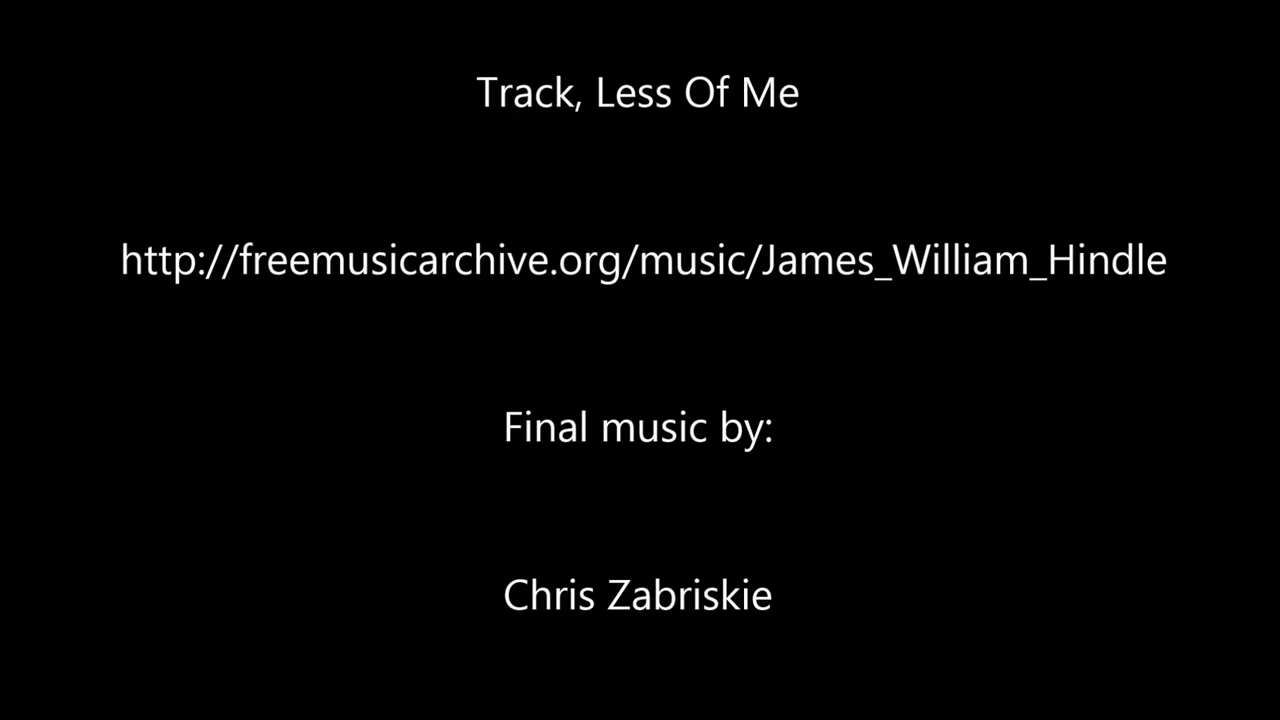 Track, Less Of Me
http://freemusicarchive.org/music/James_William_Hindle
Final music by:
Chris Zabriskie